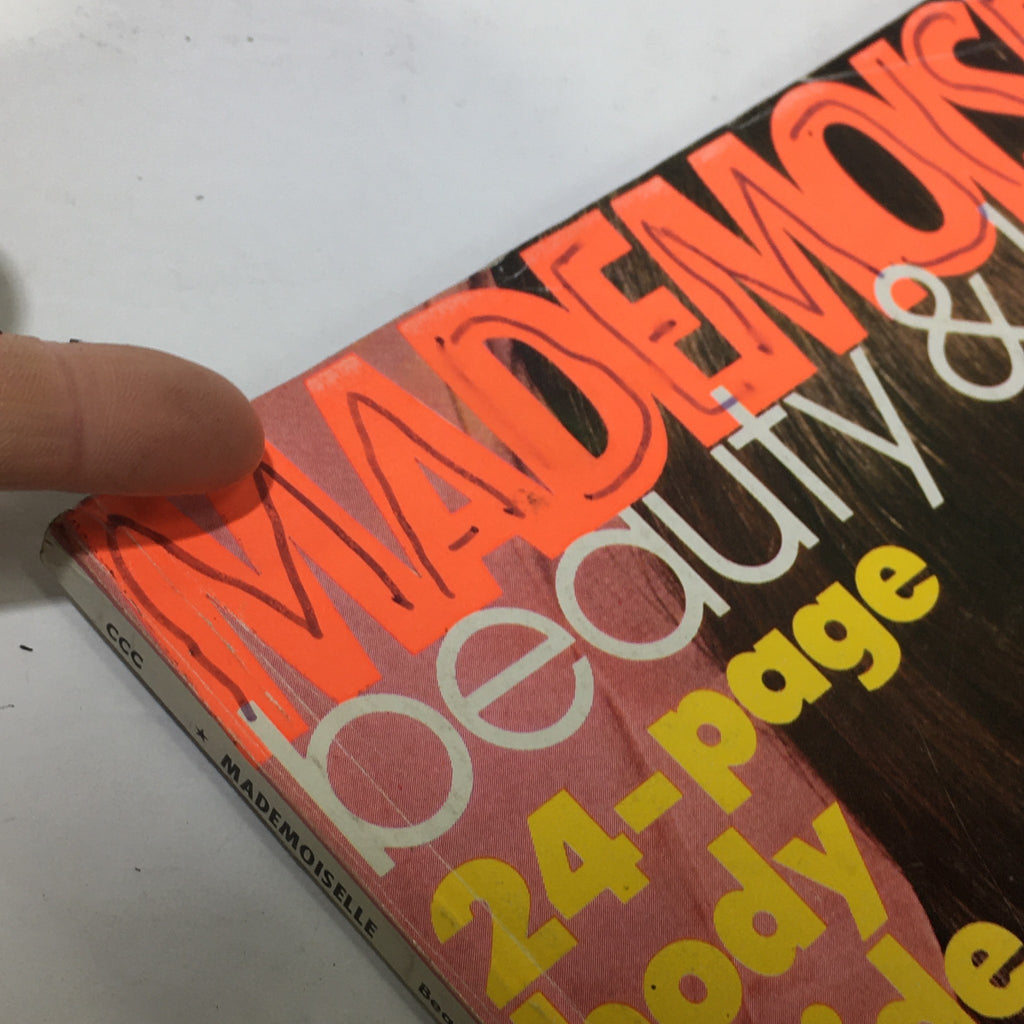 MADEMOIS
beauty &
24-page
body
CCC ★ MADEMOISELLE